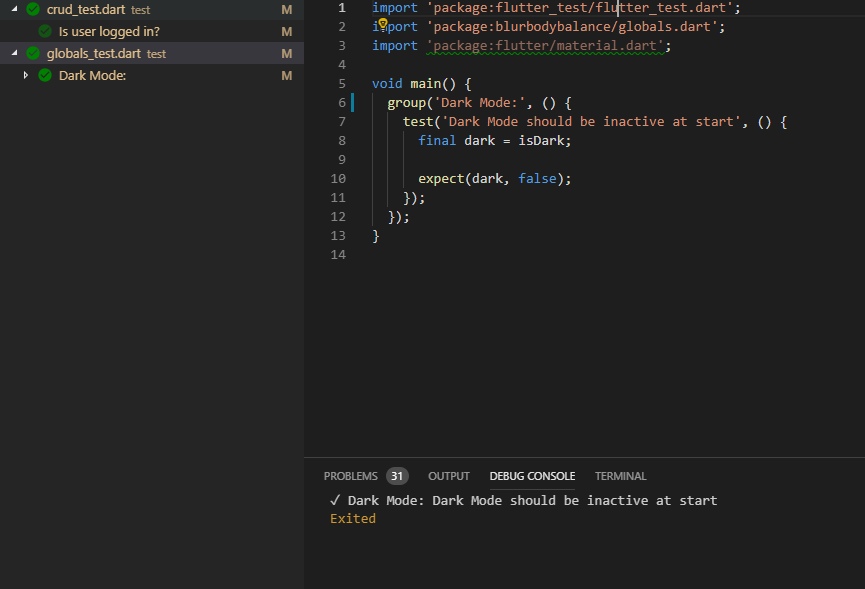 crud_test.dart test M
Is user logged in? M
globals_test.dart test M
Dark Mode: M
1 import 'package:flutter_test/flutter_test.dart';
2 import 'package:blurbodybalance/globals.dart';
3 import 'package:flutter/material.dart';
4
5 void main() {
6 group('Dark Mode:', () {
7 test('Dark Mode should be inactive at start', () {
8 final dark = isDark;
9
10 expect(dark, false);
11 });
12 });
13 }
14
PROBLEMS 31 OUTPUT DEBUG CONSOLE TERMINAL
✓ Dark Mode: Dark Mode should be inactive at start
Exited